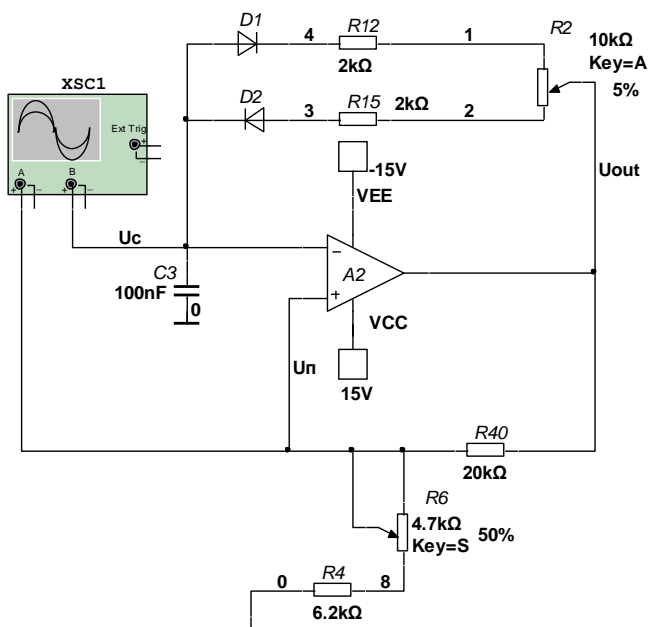 D1
4
R12
1
R2
2kΩ
10kΩ
Key=A
5%
XSC1
D2
3
R15
2kΩ
2
Ext Trig
+
−
A
B
+
−
+
−
-15V
Uout
VEE
Uc
−
A2
+
C3
100nF
0
VCC
Uп
15V
R40
20kΩ
R6
4.7kΩ
Key=S
50%
0
R4
8
6.2kΩ